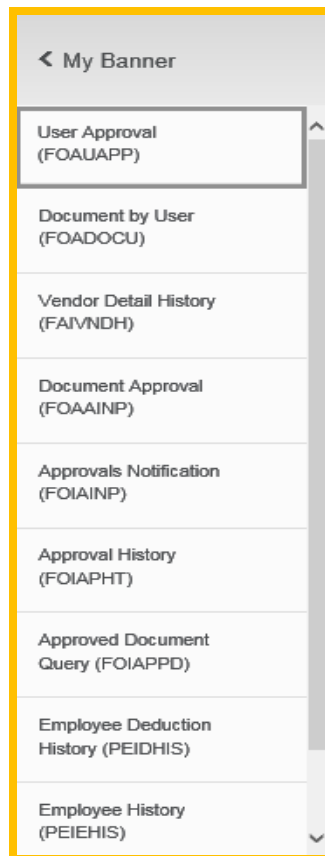 My Banner
User Approval
(FOAUAPP)
Document by User
(FOADOCU)
Vendor Detail History
(FAIVNDH)
Document Approval
(FOAAINP)
Approvals Notification
(FOIAINP)
Approval History
(FOIAPHT)
Approved Document
Query (FOIAPPD)
Employee Deduction
History (PEIDHIS)
Employee History
(PEIEHIS)